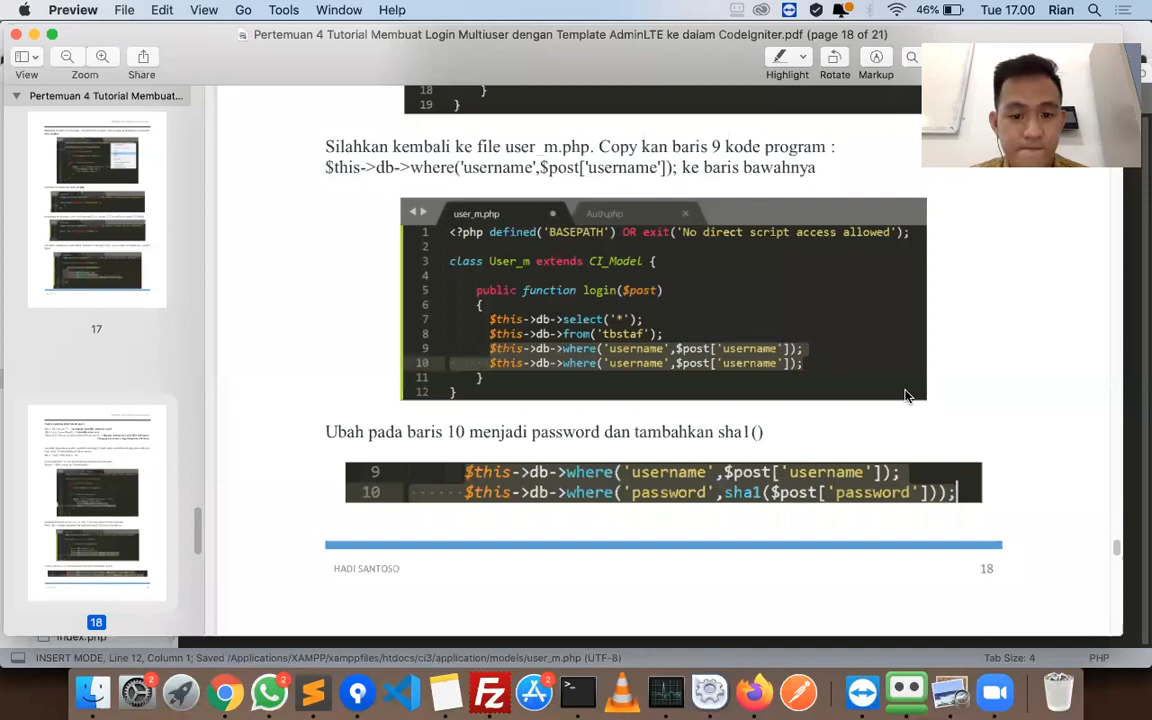 Preview File Edit View Go Tools Window Help 46% Tue 17.00 Rian
Pertemuan 4 Tutorial Membuat Login Multiuser dengan Template AdminLTE ke dalam CodeIgniter.pdf (page 18 of 21)
View Zoom Share Highlight Rotate Markup
Pertemuan 4 Tutorial Membuat...
17
18
18 }
19 }
Silahkan kembali ke file user_m.php. Copy kan baris 9 kode program :
$this->db->where('username',$post['username']); ke baris bawahnya
user_m.php Auth.php
1 <?php defined('BASEPATH') OR exit('No direct script access allowed');
2
3 class User_m extends CI_Model {
4
5 public function login($post)
6 {
7 $this->db->select('*');
8 $this->db->from('tbstaf');
9 $this->db->where('username',$post['username']);
10 $this->db->where('username',$post['username']);
11 }
12 }
Ubah pada baris 10 menjadi password dan tambahkan sha1()
9 $this->db->where('username',$post['username']);
10 $this->db->where('password',sha1($post['password']));
HADI SANTOSO 18
index.php
INSERT MODE, Line 12, Column 1; Saved /Applications/XAMPP/xamppfiles/htdocs/ci3/application/models/user_m.php (UTF-8) Tab Size: 4 PHP
2 2 2